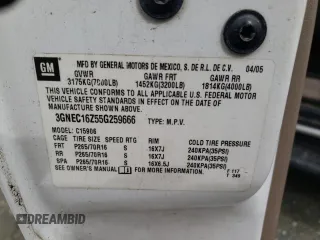 GM
MFD BY GENERAL MOTORS DE MEXICO, S. DE R.L. DE C.V. 04/05
GVWR GAWR FRT GAWR RR
3175KG(7000LB) 1452KG(3200LB) 1814KG(4000LB)
THIS VEHICLE CONFORMS TO ALL APPLICABLE U.S. FEDERAL MOTOR
VEHICLE SAFETY STANDARDS IN EFFECT ON THE DATE OF
MANUFACTURE SHOWN ABOVE.
3GNEC16Z55G259666 TYPE: M.P.V.
MODEL: C15906
TIRE SIZE SPEED RTG RIM COLD TIRE PRESSURE
FRT P265/70R16 S 16X7J 240KPA(35PSI)
RR P265/70R16 S 16X7J 240KPA(35PSI)
SPA P265/70R16 S 16X6.5J 240KPA(35PSI)
SEE OWNER'S MANUAL FOR MORE INFORMATION.
DREAMBID